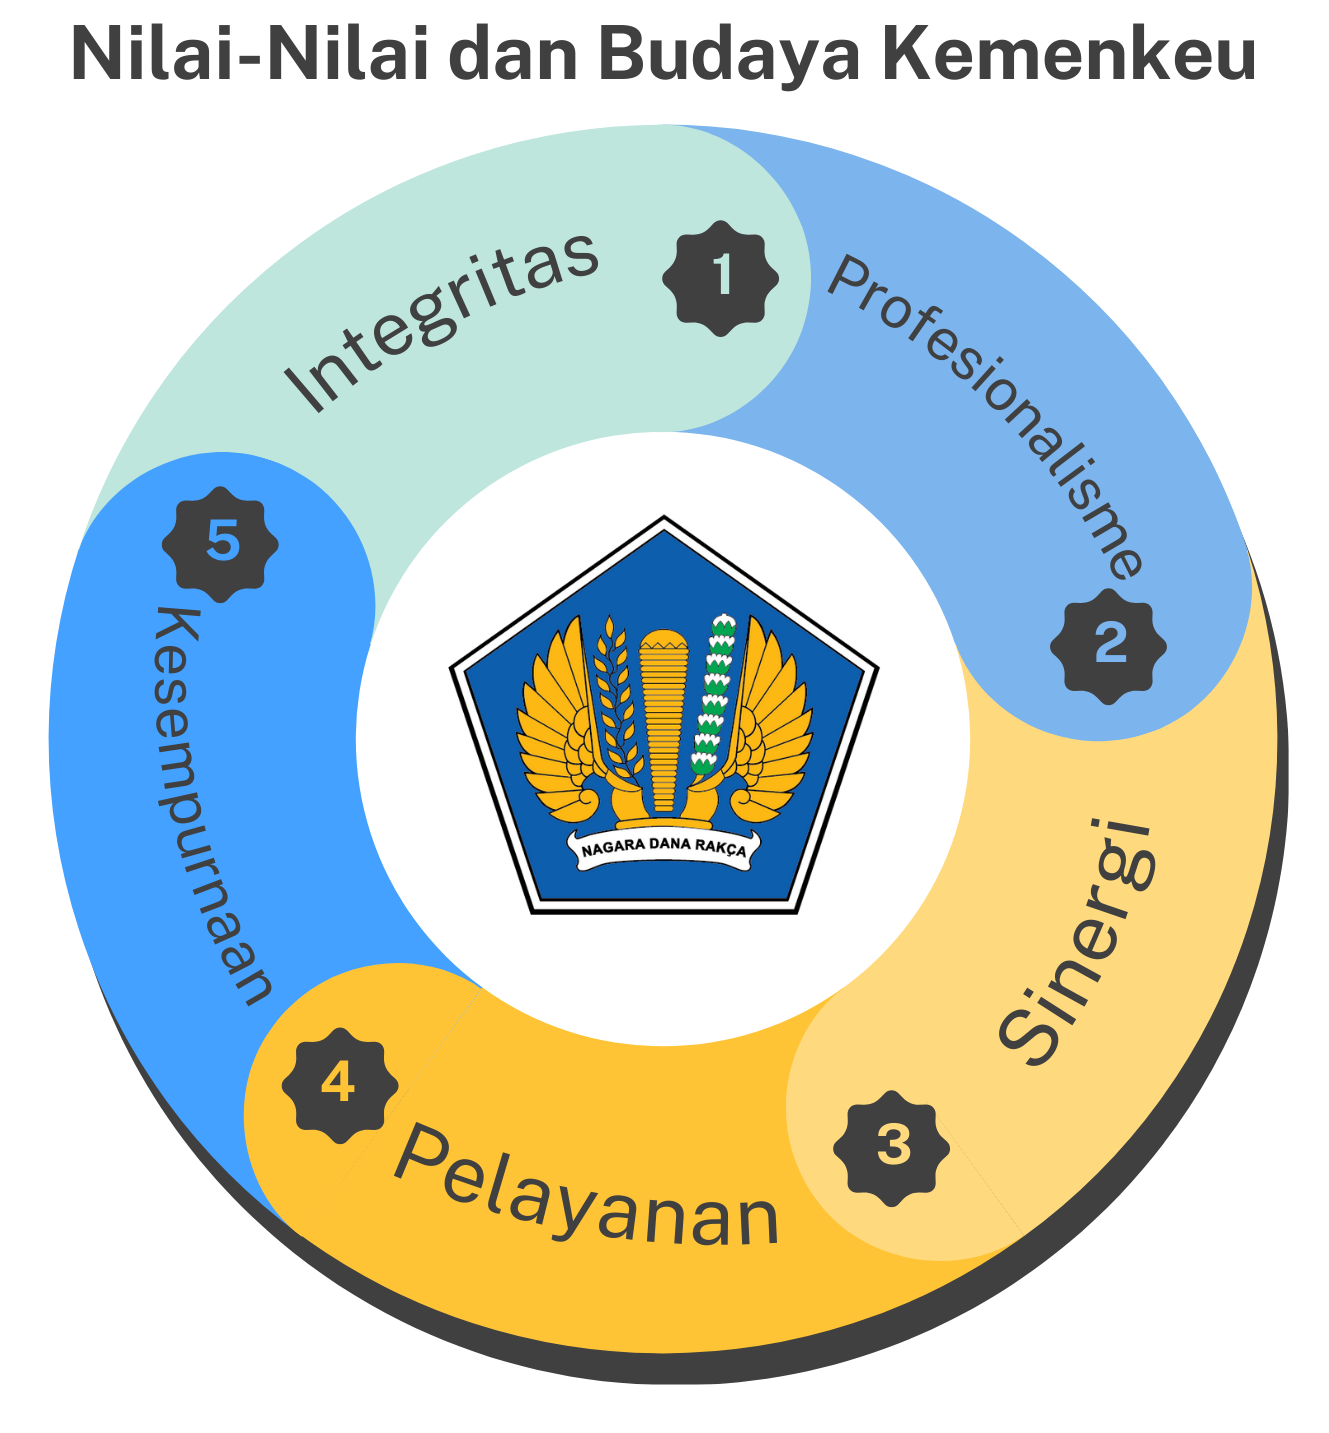 Nilai-Nilai dan Budaya Kemenkeu
Integritas
1
Profesionalisme
2
Sinergi
3
Pelayanan
4
Kesempurnaan
5
NAGARA DANA RAKÇA